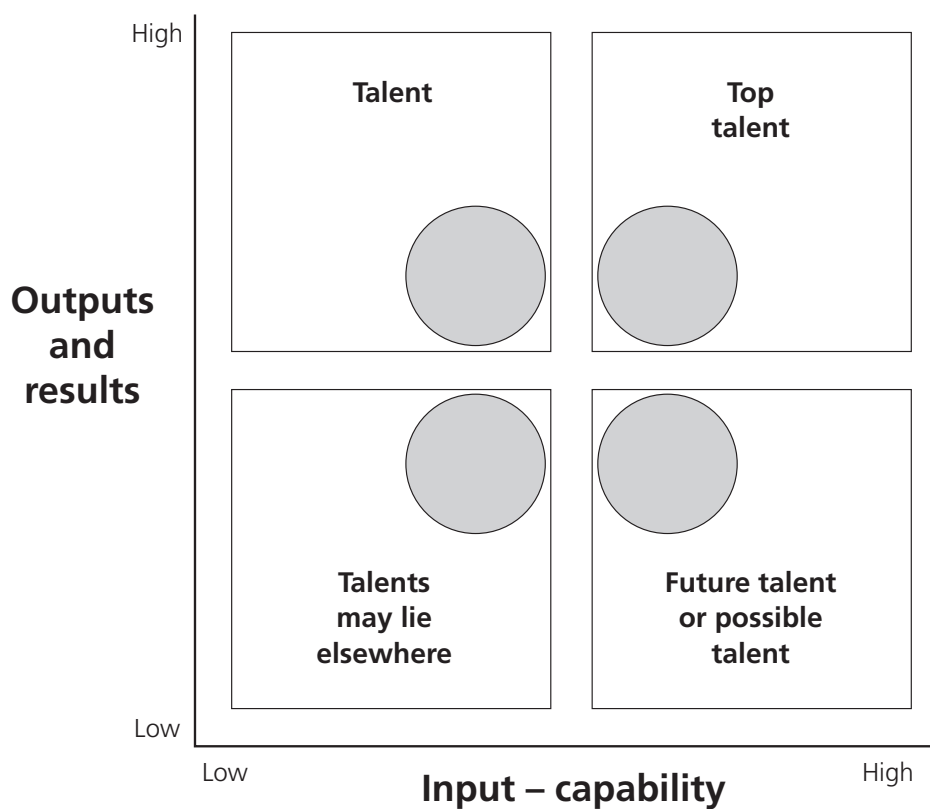 High
Talent
Top
talent
Outputs
and
results
Talents
may lie
elsewhere
Future talent
or possible
talent
Low
Low
High
Input – capability